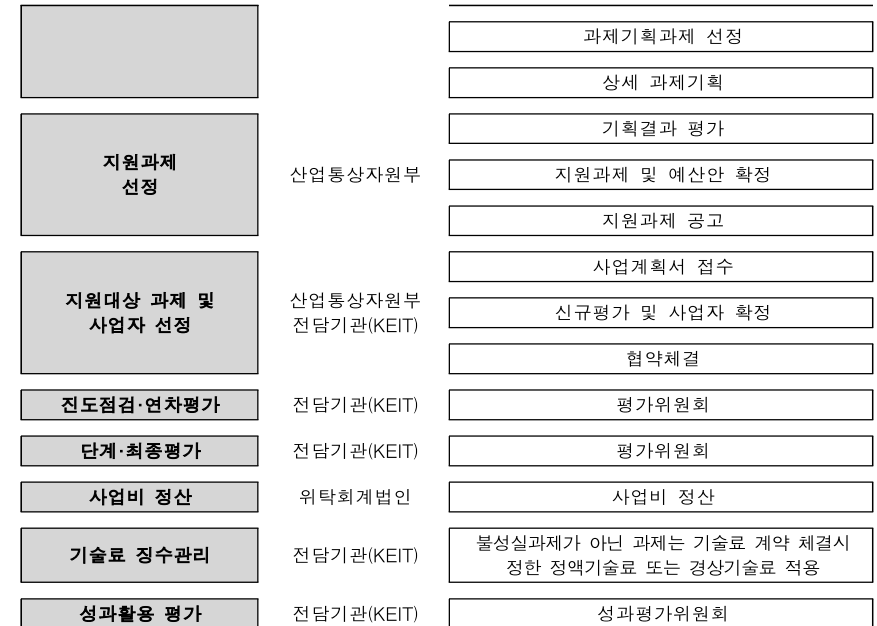 과제기획과제 선정
상세 과제기획
지원과제
선정
산업통상자원부
기획결과 평가
지원과제 및 예산안 확정
지원과제 공고
지원대상 과제 및
사업자 선정
산업통상자원부
전담기관(KEIT)
사업계획서 접수
신규평가 및 사업자 확정
협약체결
진도점검·연차평가
전담기관(KEIT)
평가위원회
단계·최종평가
전담기관(KEIT)
평가위원회
사업비 정산
위탁회계법인
사업비 정산
기술료 징수관리
전담기관(KEIT)
불성실과제가 아닌 과제는 기술료 계약 체결시
정한 정액기술료 또는 경상기술료 적용
성과활용 평가
전담기관(KEIT)
성과평가위원회